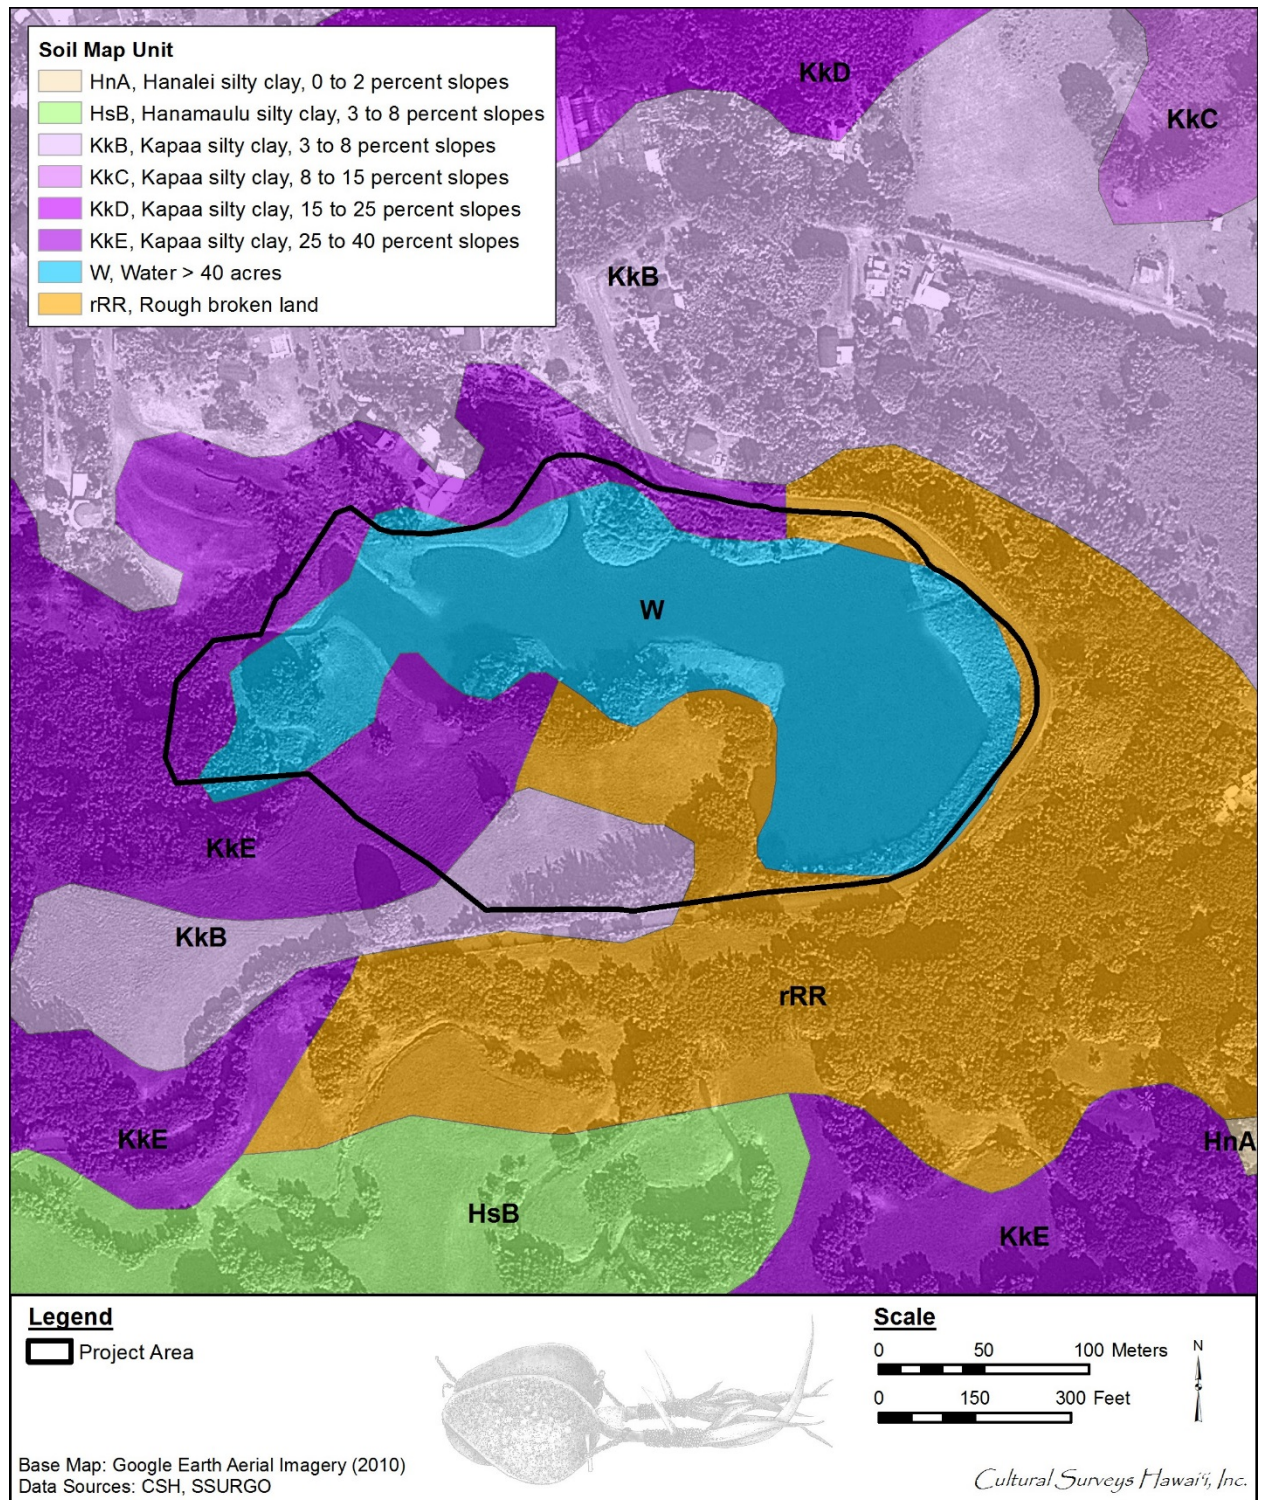 Soil Map Unit
HnA, Hanalei silty clay, 0 to 2 percent slopes
HsB, Hanamaulu silty clay, 3 to 8 percent slopes
KkB, Kapaa silty clay, 3 to 8 percent slopes
KkC, Kapaa silty clay, 8 to 15 percent slopes
KkD, Kapaa silty clay, 15 to 25 percent slopes
KkE, Kapaa silty clay, 25 to 40 percent slopes
W, Water > 40 acres
rRR, Rough broken land
KkD
KkC
KkB
W
KkE
KkB
rRR
KkE
HnA
HsB
KkE
Legend
Project Area
Scale
0 50 100 Meters
0 150 300 Feet
N
Base Map: Google Earth Aerial Imagery (2010)
Data Sources: CSH, SSURGO
Cultural Surveys Hawai‘i, Inc.